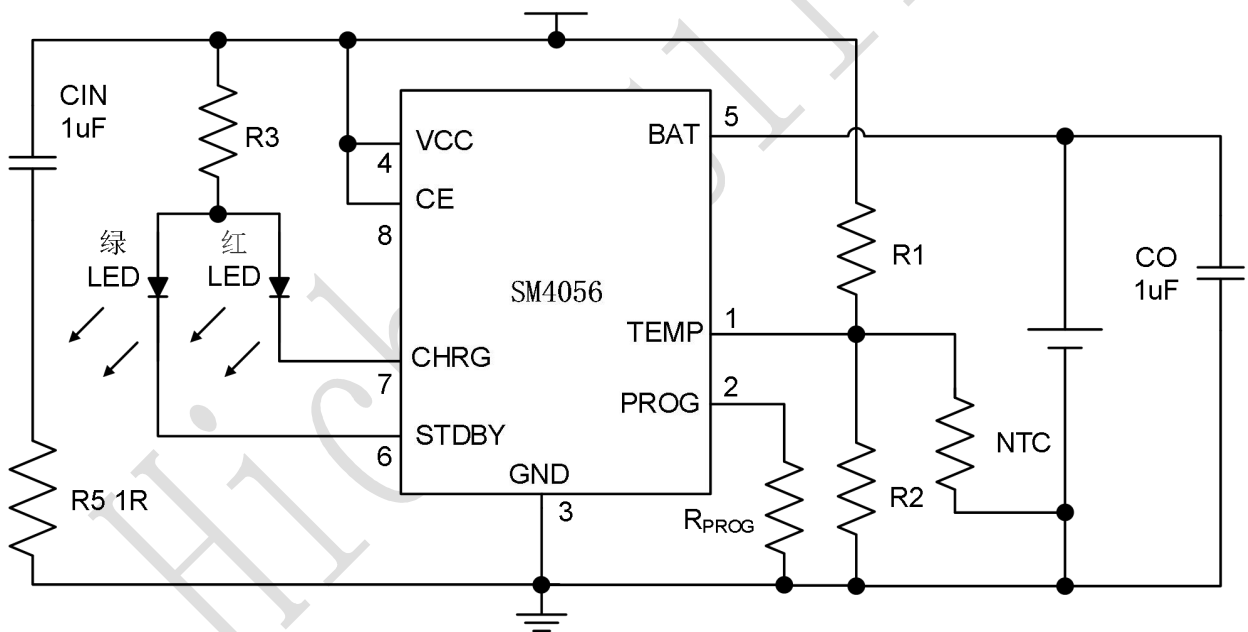 CIN
1uF
R3
绿
LED
红
LED
R5 1R
4
VCC
8
CE
SM4056
7
CHRG
6
STDBY
GND
3
BAT
5
TEMP
1
PROG
2
RPROG
R1
R2
NTC
CO
1uF